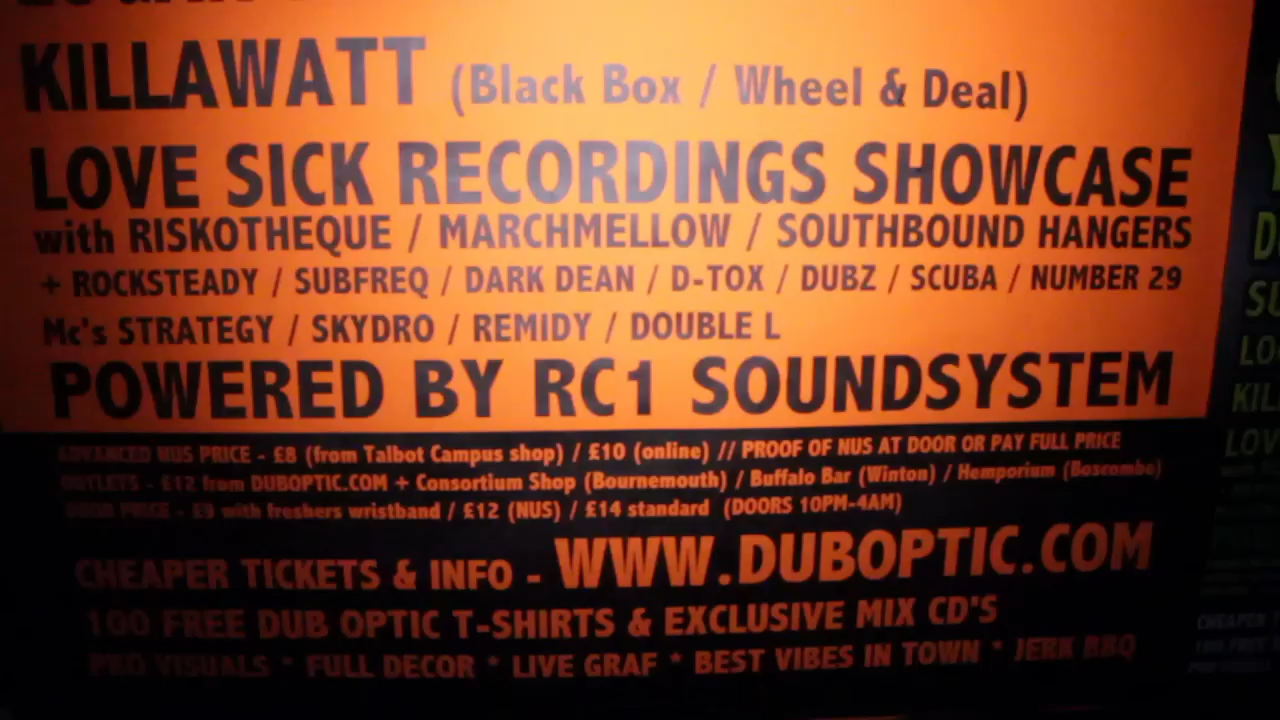 KILLAWATT (Black Box / Wheel & Deal)
LOVE SICK RECORDINGS SHOWCASE
with RISKOTHEQUE / MARCHMELLOW / SOUTHBOUND HANGERS
+ ROCKSTEADY / SUBFREQ / DARK DEAN / D-TOX / DUBZ / SCUBA / NUMBER 29
Mc's STRATEGY / SKYDRO / REMIDY / DOUBLE L
POWERED BY RC1 SOUNDSYSTEM
ADVANCED NUS PRICE - £8 (from Talbot Campus shop) / £10 (online) // PROOF OF NUS AT DOOR OR PAY FULL PRICE
OUTLETS - £12 from DUBOPTIC.COM + Consortium Shop (Bournemouth) / Buffalo Bar (Winton) / Hemporium (Boscombe)
DOOR PRICE - £9 with freshers wristband / £12 (NUS) / £14 standard (DOORS 10PM-4AM)
CHEAPER TICKETS & INFO - WWW.DUBOPTIC.COM
100 FREE DUB OPTIC T-SHIRTS & EXCLUSIVE MIX CD'S
PRO VISUALS * FULL DECOR * LIVE GRAF * BEST VIBES IN TOWN * JERK BBQ